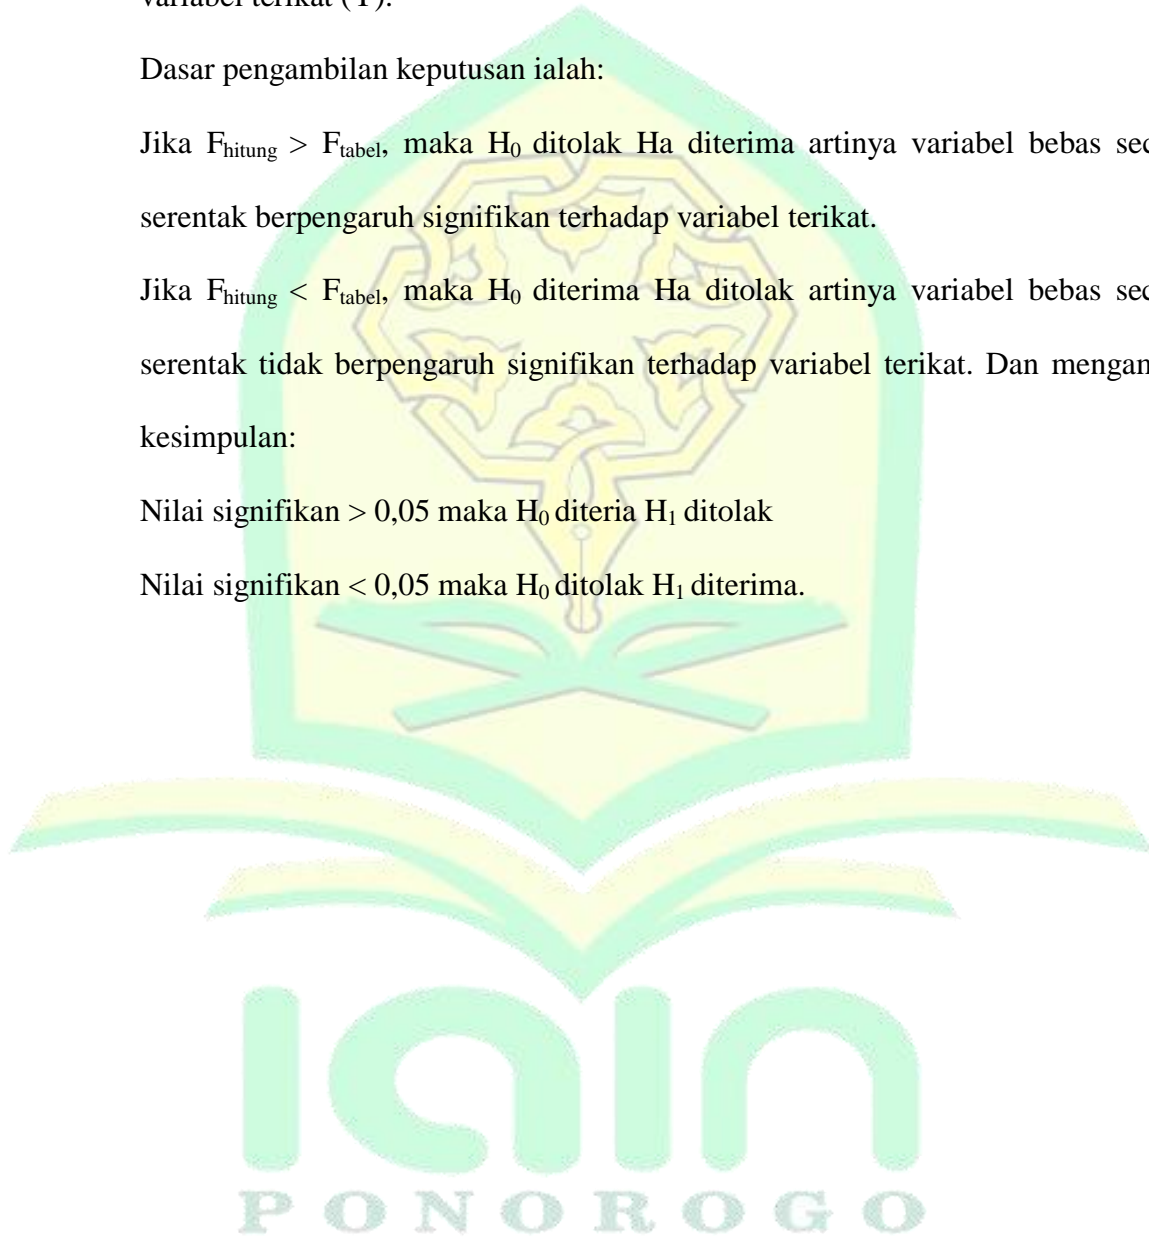 variabel terikat (Y).
Dasar pengambilan keputusan ialah:
Jika Fhitung > Ftabel, maka H0 ditolak Ha diterima artinya variabel bebas sec
serentak berpengaruh signifikan terhadap variabel terikat.
Jika Fhitung < Ftabel, maka H0 diterima Ha ditolak artinya variabel bebas sec
serentak tidak berpengaruh signifikan terhadap variabel terikat. Dan mengam
kesimpulan:
Nilai signifikan > 0,05 maka H0 diteria H1 ditolak
Nilai signifikan < 0,05 maka H0 ditolak H1 diterima.
iain
PONOROGO